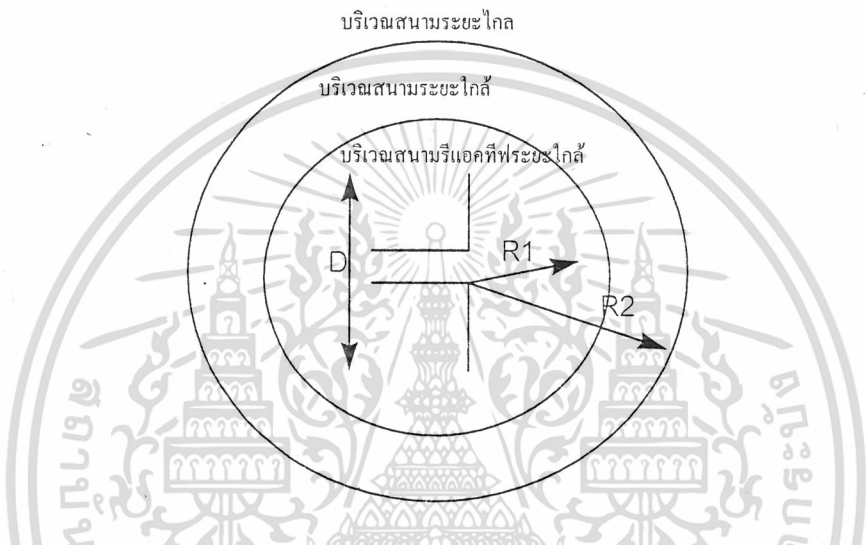 บริเวณสนามระยะไกล
บริเวณสนามระยะใกล้
บริเวณสนามรีแอคทีฟระยะใกล้
D
R1
R2